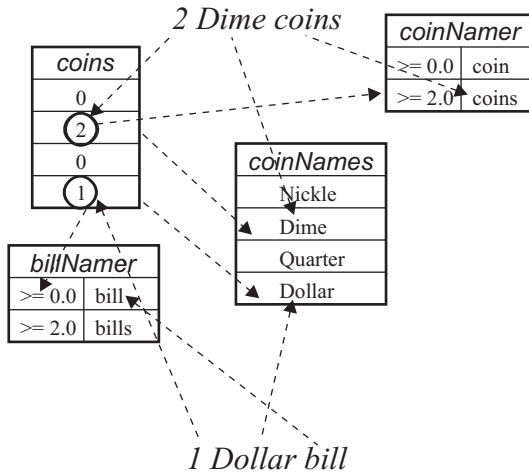 2 Dime coins
coinNamer
>= 0.0 coin
>= 2.0 coins
coins
0
2
0
1
coinNames
Nickle
Dime
Quarter
Dollar
billNamer
>= 0.0 bill
>= 2.0 bills
1 Dollar bill